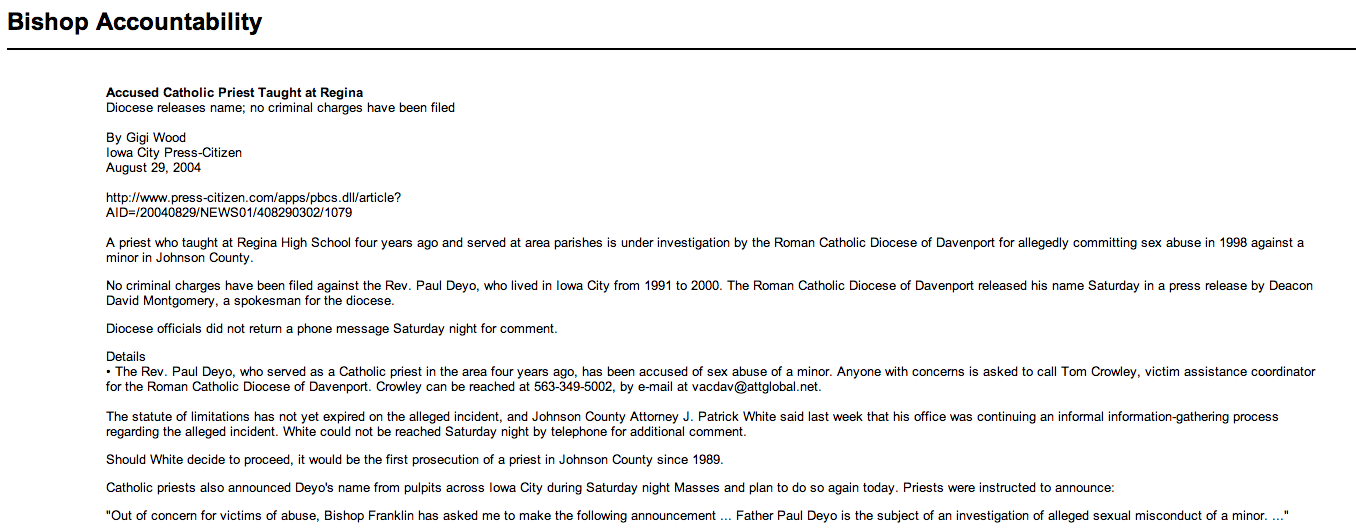 Bishop Accountability
Accused Catholic Priest Taught at Regina
Diocese releases name; no criminal charges have been filed
By Gigi Wood
Iowa City Press-Citizen
August 29, 2004
http://www.press-citizen.com/apps/pbcs.dll/article?
AID=/20040829/NEWS01/408290302/1079
A priest who taught at Regina High School four years ago and served at area parishes is under investigation by the Roman Catholic Diocese of Davenport for allegedly committing sex abuse in 1998 against a
minor in Johnson County.
No criminal charges have been filed against the Rev. Paul Deyo, who lived in Iowa City from 1991 to 2000. The Roman Catholic Diocese of Davenport released his name Saturday in a press release by Deacon
David Montgomery, a spokesman for the diocese.
Diocese officials did not return a phone message Saturday night for comment.
Details
• The Rev. Paul Deyo, who served as a Catholic priest in the area four years ago, has been accused of sex abuse of a minor. Anyone with concerns is asked to call Tom Crowley, victim assistance coordinator
for the Roman Catholic Diocese of Davenport. Crowley can be reached at 563-349-5002, by e-mail at vacdav@attglobal.net.
The statute of limitations has not yet expired on the alleged incident, and Johnson County Attorney J. Patrick White said last week that his office was continuing an informal information-gathering process
regarding the alleged incident. White could not be reached Saturday night by telephone for additional comment.
Should White decide to proceed, it would be the first prosecution of a priest in Johnson County since 1989.
Catholic priests also announced Deyo's name from pulpits across Iowa City during Saturday night Masses and plan to do so again today. Priests were instructed to announce:
"Out of concern for victims of abuse, Bishop Franklin has asked me to make the following announcement ... Father Paul Deyo is the subject of an investigation of alleged sexual misconduct of a minor. ..."